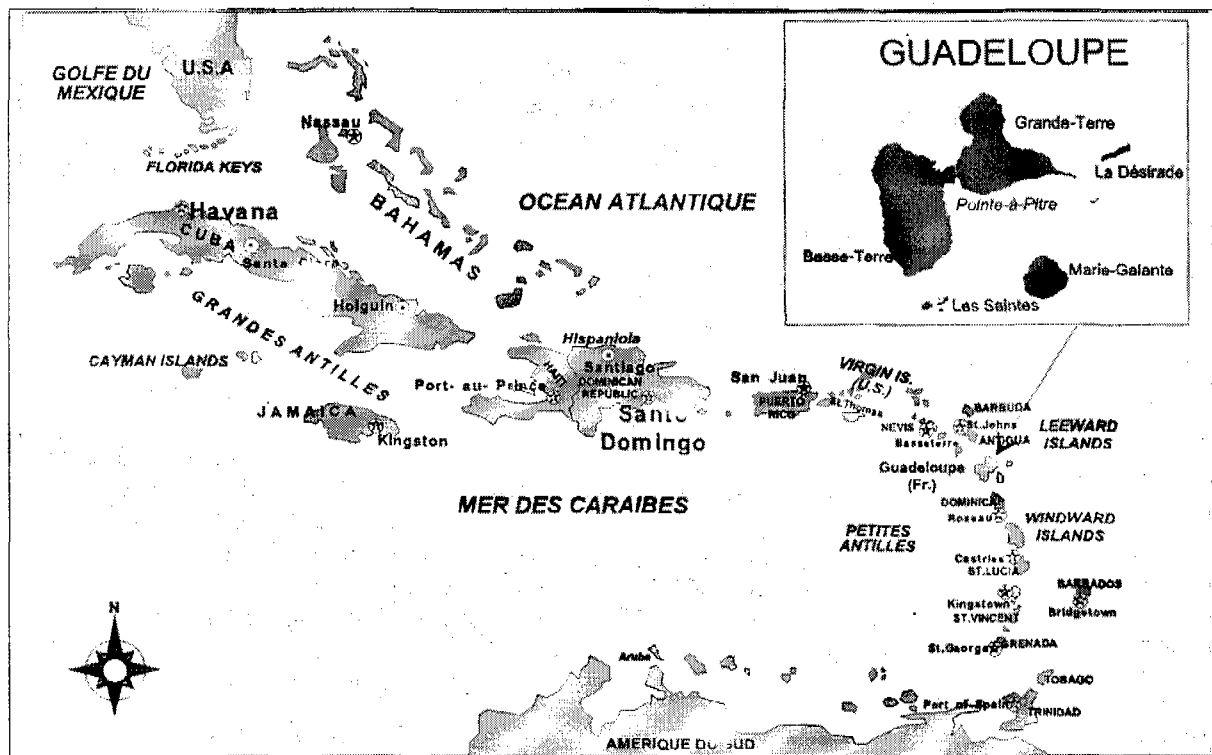 GUADELOUPE
Grande-Terre
La Désirade
Pointe-à-Pitre
Basse-Terre
Marie-Galante
Les Saintes
GOLFE DU
MEXIQUE
U.S.A
Nassau
FLORIDA KEYS
BAHAMAS
OCEAN ATLANTIQUE
Havana
CUBA
Santa
Holguin
GRANDES ANTILLES
CAYMAN ISLANDS
JAMAICA
Kingston
Hispaniola
Santiago
HAITI
DOMINICAN
REPUBLIC
Port-au-Prince
Santo
Domingo
San Juan
PUERTO
RICO
VIRGIN IS.
(U.S.)
St. Thomas
NEVIS
Basseterre
BARBUDA
St.Johns
ANTIGUA
LEEWARD
ISLANDS
Guadeloupe
(Fr.)
MER DES CARAIBES
DOMINICA
Roseau
PETITES
ANTILLES
WINDWARD
ISLANDS
Castries
ST.LUCIA
BARBADOS
Bridgetown
Kingstown
ST.VINCENT
St.George
GRENADA
TOBAGO
Port of-Spain
TRINIDAD
Aruba
AMERIQUE DU SUD
N